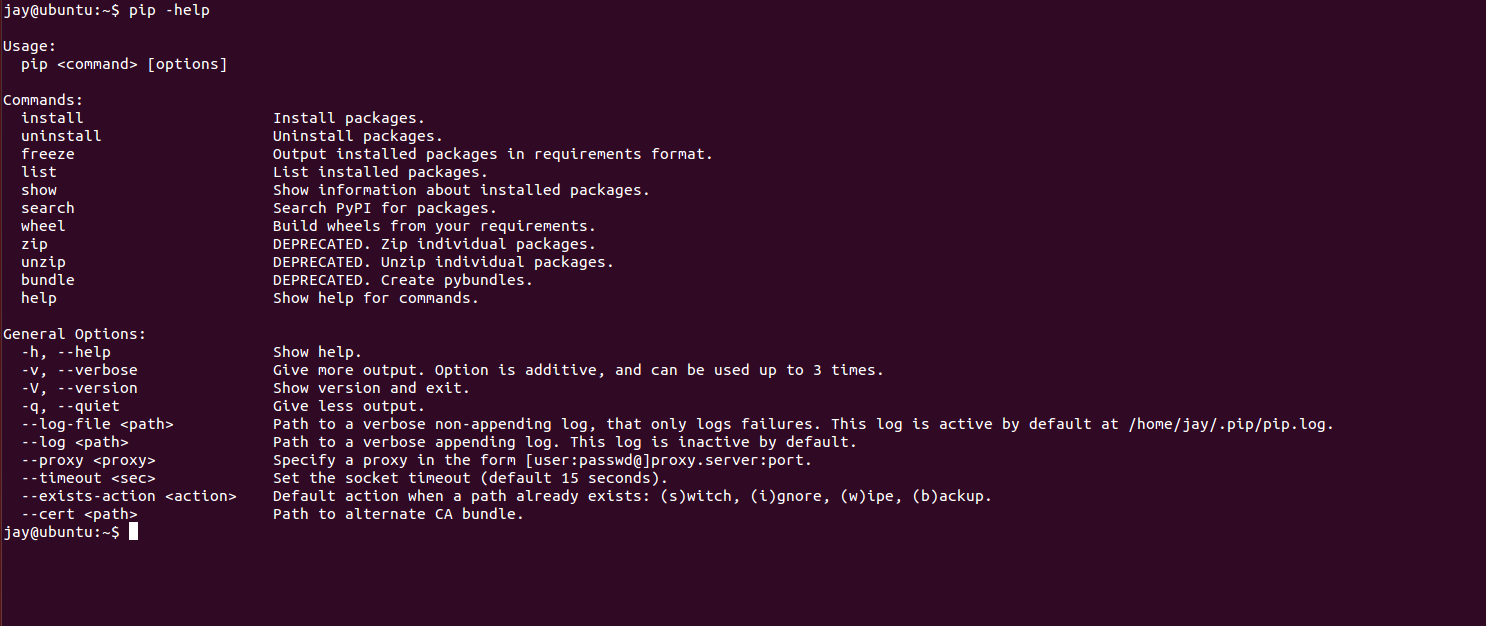 jay@ubuntu:~$ pip -help
Usage:
pip <command> [options]
Commands:
install Install packages.
uninstall Uninstall packages.
freeze Output installed packages in requirements format.
list List installed packages.
show Show information about installed packages.
search Search PyPI for packages.
wheel Build wheels from your requirements.
zip DEPRECATED. Zip individual packages.
unzip DEPRECATED. Unzip individual packages.
bundle DEPRECATED. Create pybundles.
help Show help for commands.
General Options:
-h, --help Show help.
-v, --verbose Give more output. Option is additive, and can be used up to 3 times.
-V, --version Show version and exit.
-q, --quiet Give less output.
--log-file <path> Path to a verbose non-appending log, that only logs failures. This log is active by default at /home/jay/.pip/pip.log.
--log <path> Path to a verbose appending log. This log is inactive by default.
--proxy <proxy> Specify a proxy in the form [user:passwd@]proxy.server:port.
--timeout <sec> Set the socket timeout (default 15 seconds).
--exists-action <action> Default action when a path already exists: (s)witch, (i)gnore, (w)ipe, (b)ackup.
--cert <path> Path to alternate CA bundle.
jay@ubuntu:~$